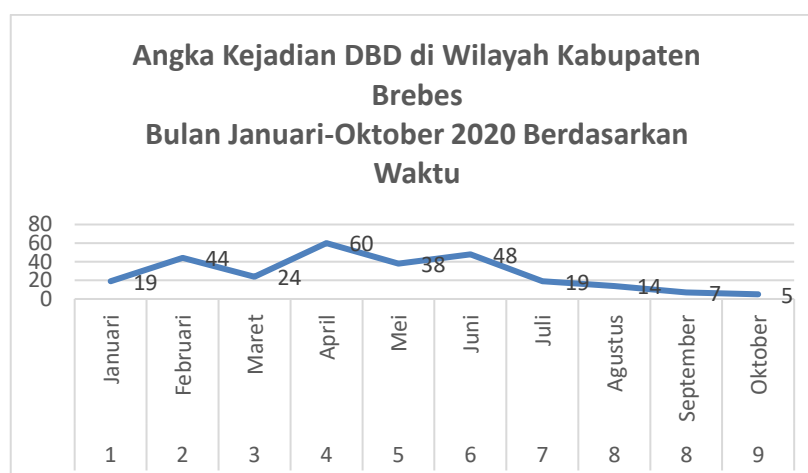 Angka Kejadian DBD di Wilayah Kabupaten
Brebes
Bulan Januari-Oktober 2020 Berdasarkan
Waktu
80
60
40
20
0
19
44
24
60
38
48
19
14
7
5
Januari
Februari
Maret
April
Mei
Juni
Juli
Agustus
September
Oktober
1 2 3 4 5 6 7 8 8 9